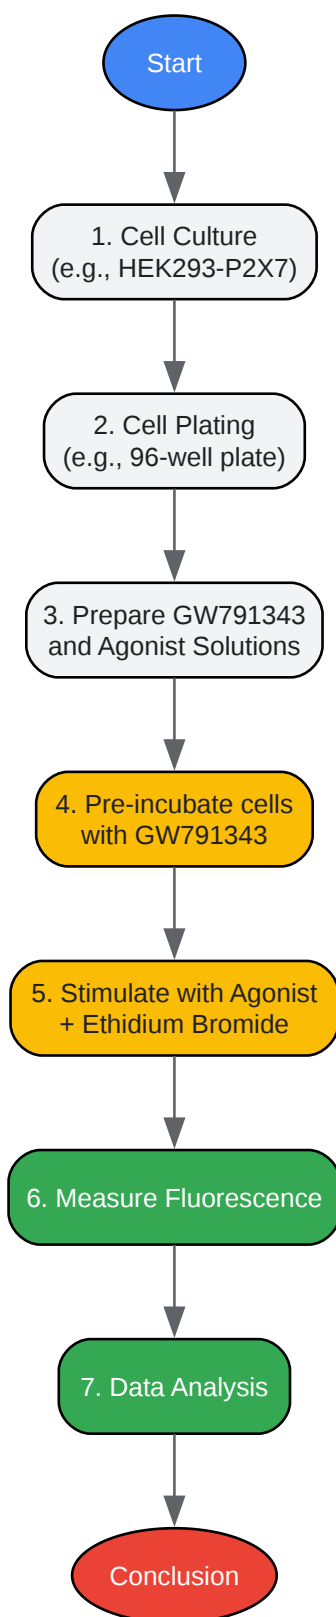 Start
1. Cell Culture
(e.g., HEK293-P2X7)
2. Cell Plating
(e.g., 96-well plate)
3. Prepare GW791343
and Agonist Solutions
4. Pre-incubate cells
with GW791343
5. Stimulate with Agonist
+ Ethidium Bromide
6. Measure Fluorescence
7. Data Analysis
Conclusion